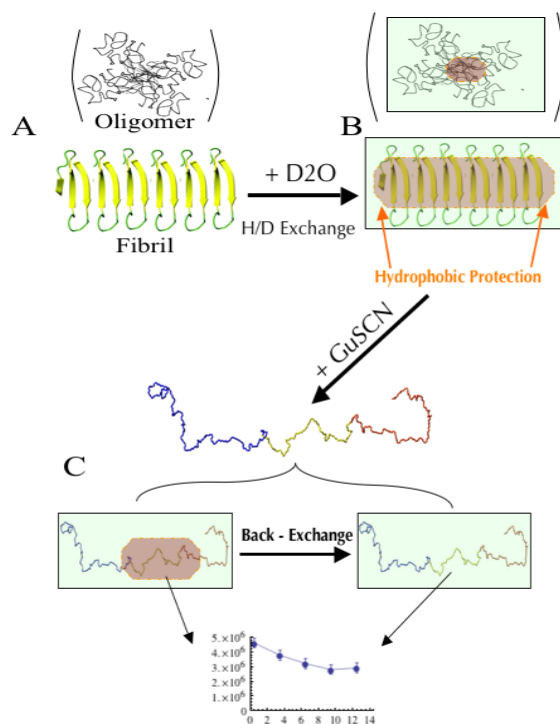 Oligomer
A
B
+ D2O
H/D Exchange
Fibril
Hydrophobic Protection
+ GuSCN
C
Back - Exchange
5.×10⁶
4.×10⁶
3.×10⁶
2.×10⁶
1.×10⁶
0
0 2 4 6 8 10 12 14